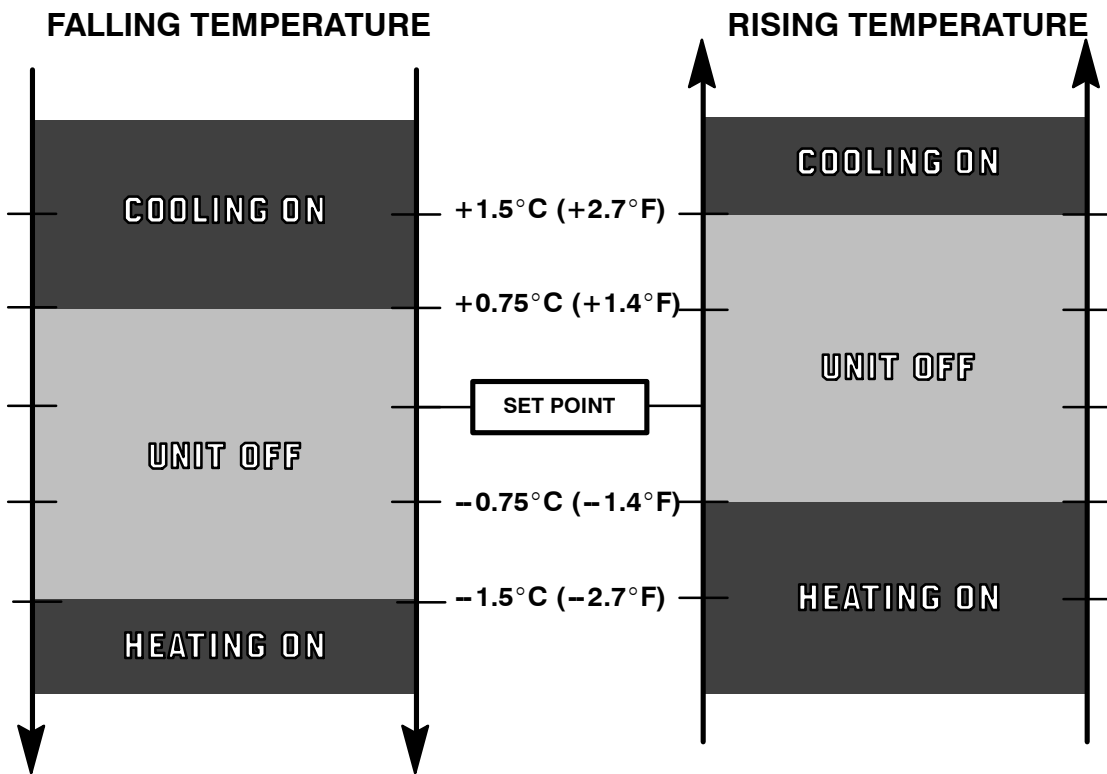 FALLING TEMPERATURE
RISING TEMPERATURE
COOLING ON
COOLING ON
+1.5°C (+2.7°F)
+0.75°C (+1.4°F)
UNIT OFF
SET POINT
UNIT OFF
--0.75°C (--1.4°F)
--1.5°C (--2.7°F)
HEATING ON
HEATING ON